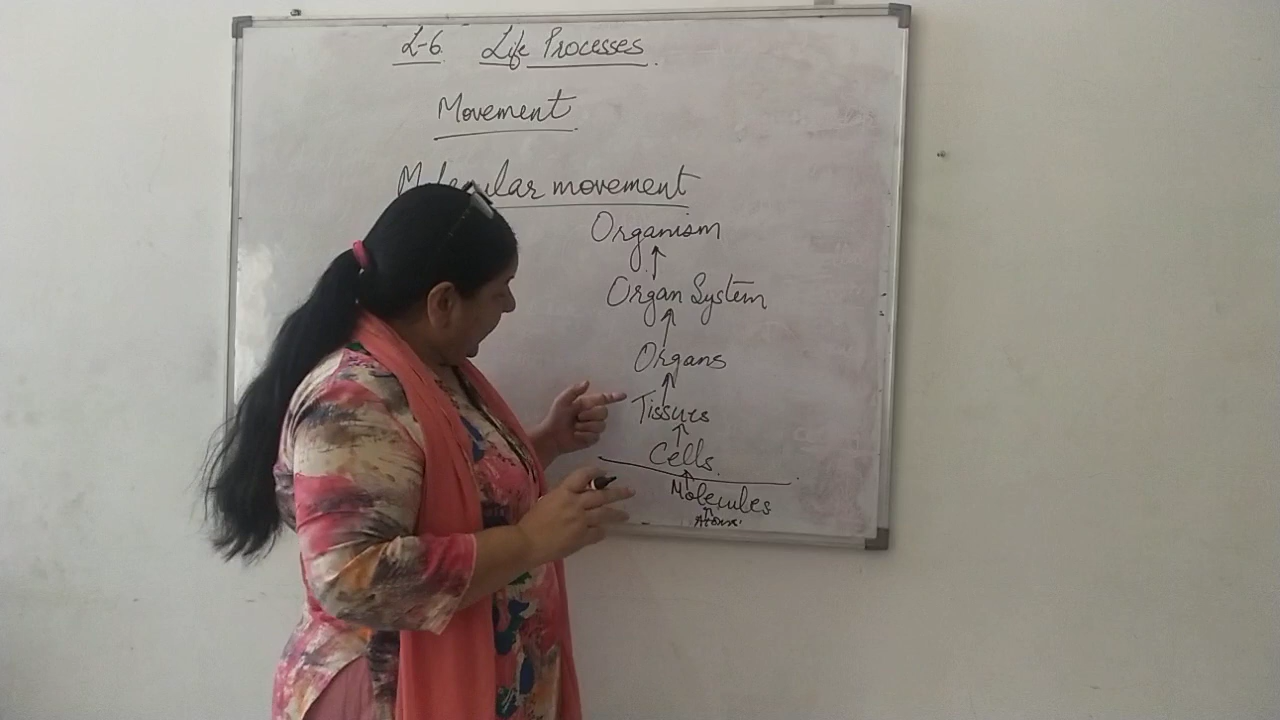 L-6 Life Processes
Movement
Molecular movement
Organism
Organ System
Organs
Tissues
Cells
Molecules
Atoms